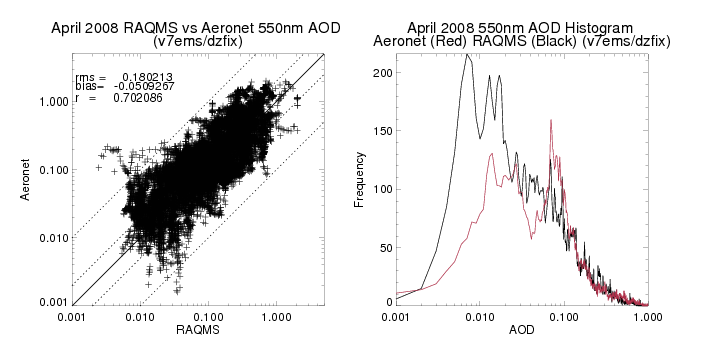 April 2008 RAQMS vs Aeronet 550nm AOD
(v7ems/dzfix)
rms = 0.180213
bias= -0.0509267
r = 0.702086
1.000
0.100
0.010
0.001
Aeronet
0.001 0.010 0.100 1.000
RAQMS
April 2008 550nm AOD Histogram
Aeronet (Red) RAQMS (Black) (v7ems/dzfix)
200
150
100
50
0
Frequency
0.001 0.010 0.100 1.000
AOD